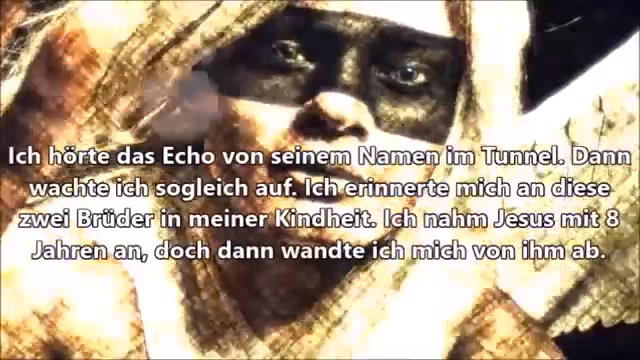 Ich hörte das Echo von seinem Namen im Tunnel. Dann
wachte ich sogleich auf. Ich erinnerte mich an diese
zwei Brüder in meiner Kindheit. Ich nahm Jesus mit 8
Jahren an, doch dann wandte ich mich von ihm ab.